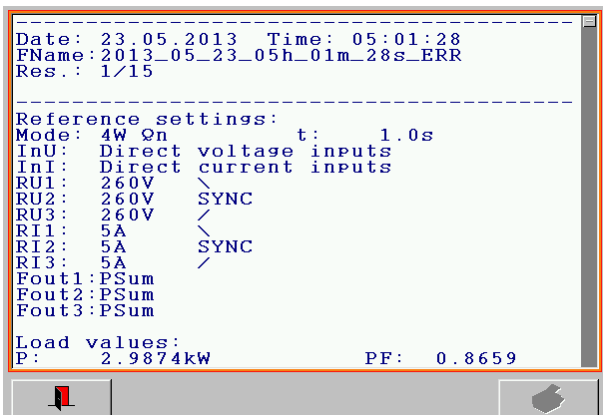 ------------------------------------------
Date: 23.05.2013  Time: 05:01:28
FName:2013_05_23_05h_01m_28s_ERR
Res.: 1/15
------------------------------------------
Reference settings:
Mode: 4W Qn          t:    1.0s
InU:  Direct voltage inputs
InI:  Direct current inputs
RU1:  260V   \
RU2:  260V   SYNC
RU3:  260V   /
RI1:  5A     \
RI2:  5A     SYNC
RI3:  5A     /
Fout1:PSum
Fout2:PSum
Fout3:PSum
Load values:
P:    2.9874kW            PF:  0.8659